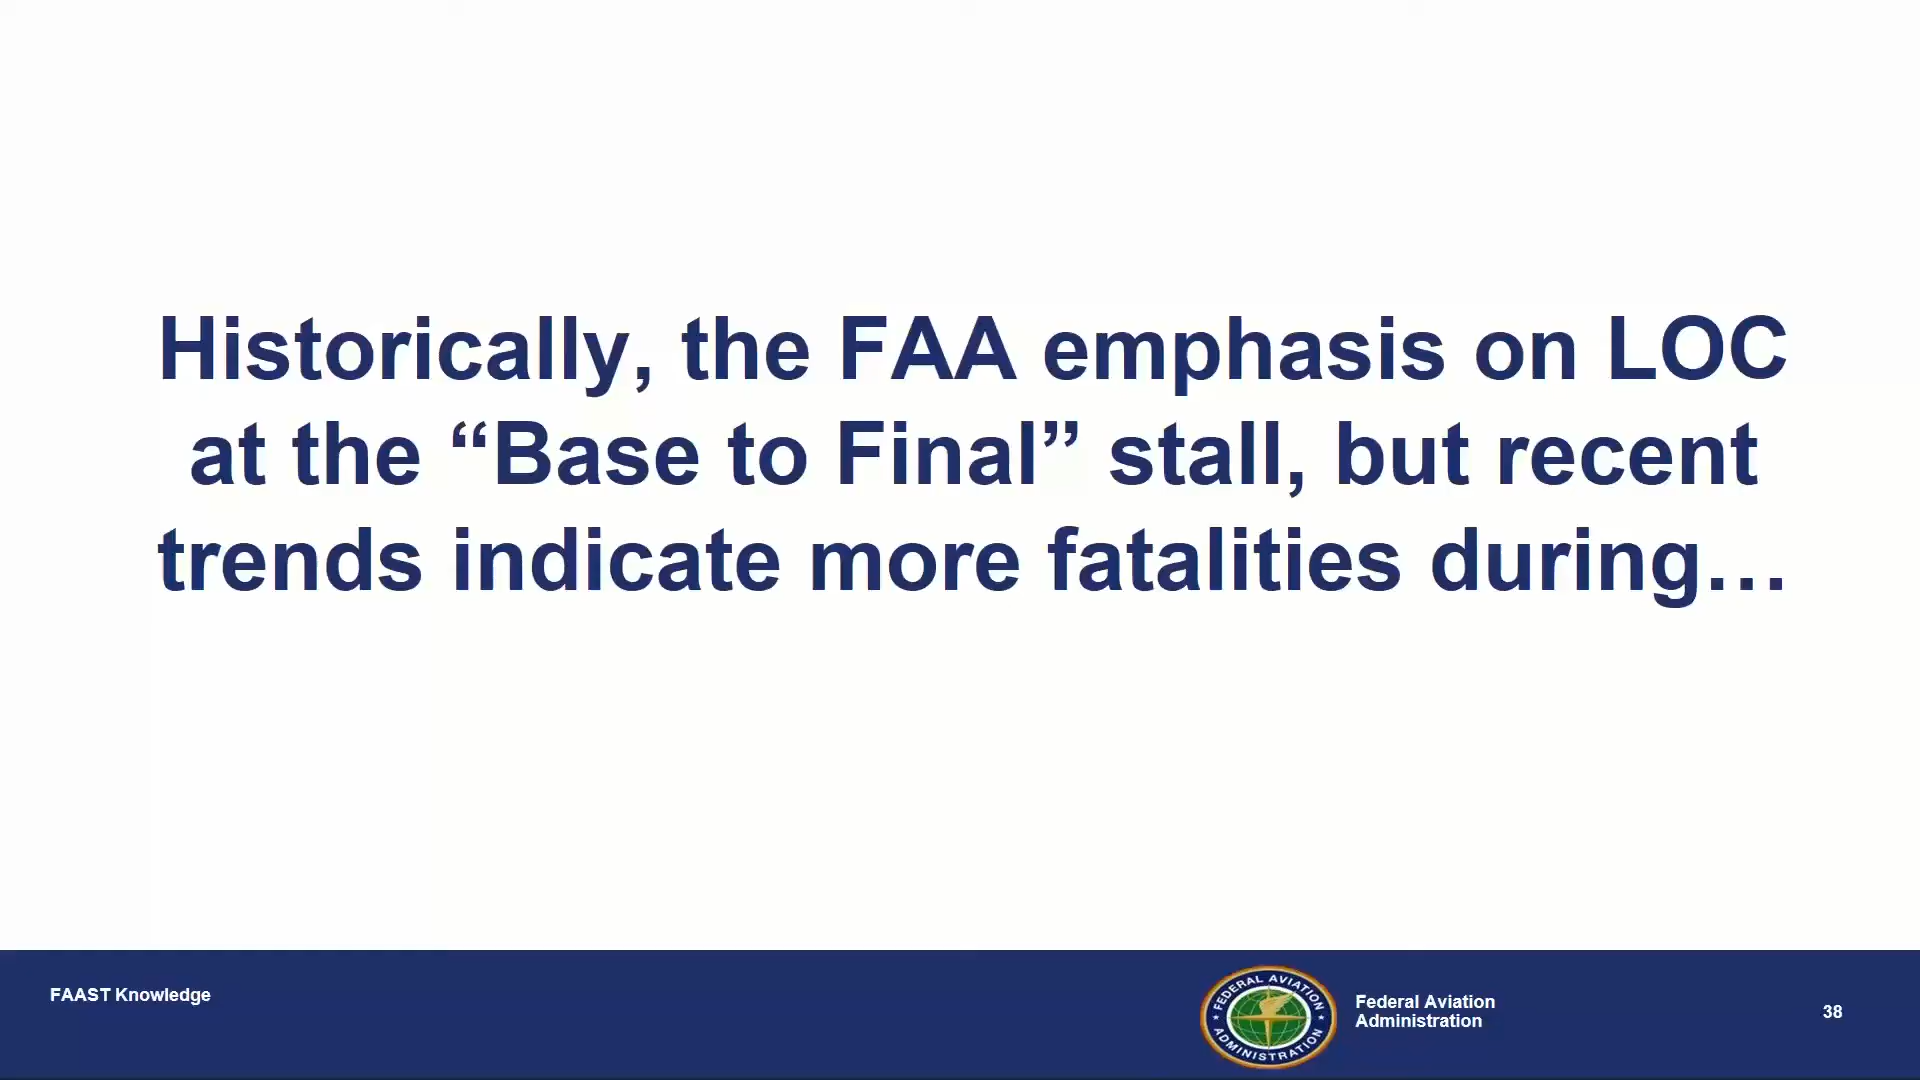 Historically, the FAA emphasis on LOC
at the “Base to Final” stall, but recent
trends indicate more fatalities during…
FAAST Knowledge
FEDERAL AVIATION
ADMINISTRATION
Federal Aviation
Administration
38